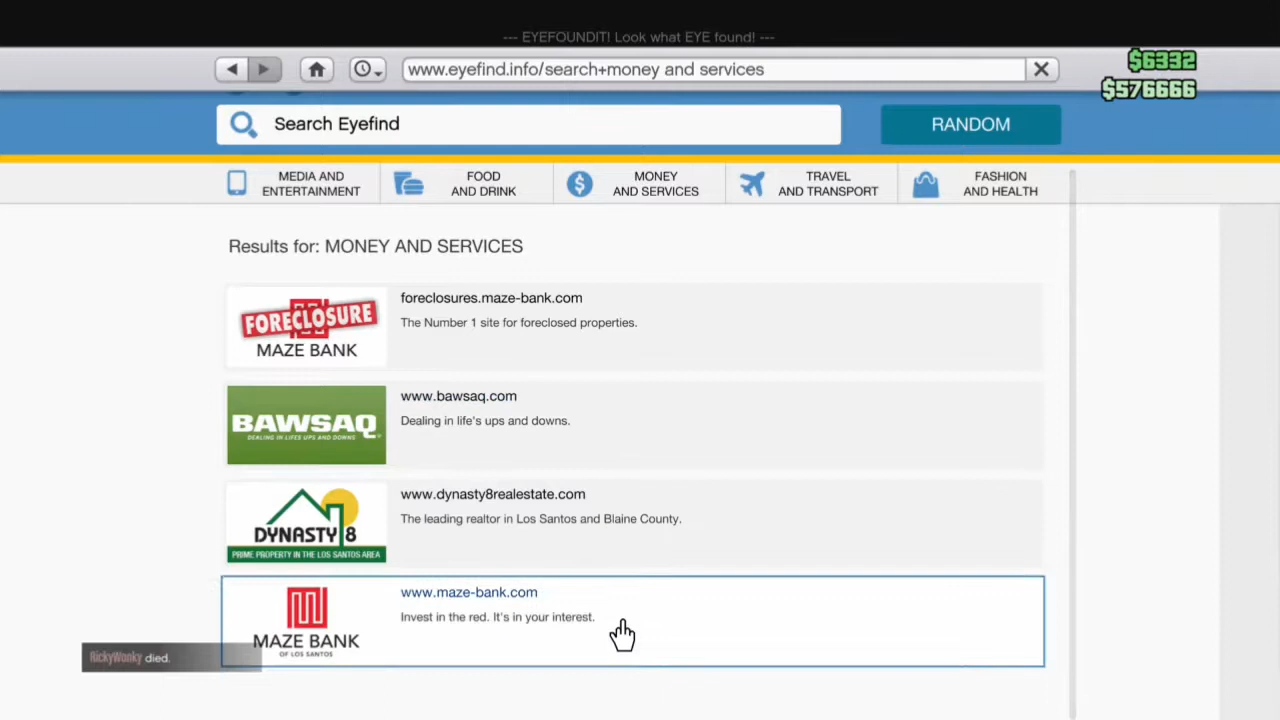 --- EYEFOUNDIT! Look what EYE found! ---
www.eyefind.info/search+money and services
$6332
$576666
Search Eyefind
RANDOM
MEDIA AND
ENTERTAINMENT
FOOD
AND DRINK
MONEY
AND SERVICES
TRAVEL
AND TRANSPORT
FASHION
AND HEALTH
Results for: MONEY AND SERVICES
FORECLOSURE
MAZE BANK
foreclosures.maze-bank.com
The Number 1 site for foreclosed properties.
BAWSAQ
DEALING IN LIFES UPS AND DOWNS
www.bawsaq.com
Dealing in life's ups and downs.
DYNASTY 8
PRIME PROPERTY IN THE LOS SANTOS AREA
www.dynasty8realestate.com
The leading realtor in Los Santos and Blaine County.
MAZE BANK
OF LOS SANTOS
www.maze-bank.com
Invest in the red. It's in your interest.
RickyWonky died.